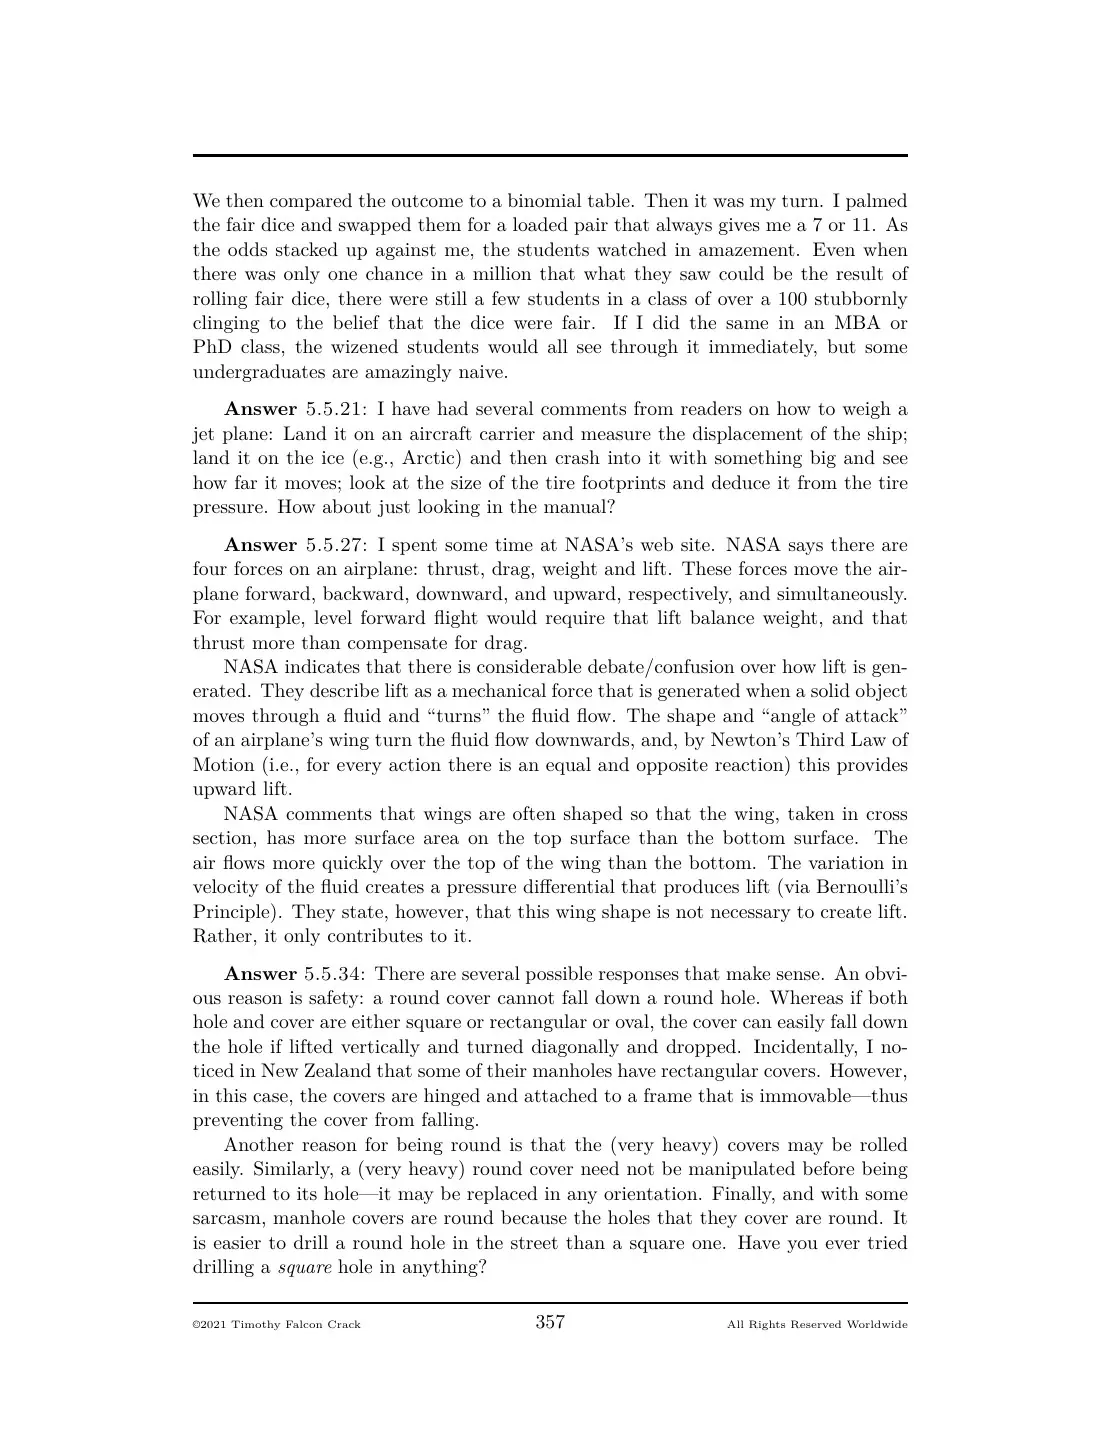 We then compared the outcome to a binomial table. Then it was my turn. I palmed
the fair dice and swapped them for a loaded pair that always gives me a 7 or 11. As
the odds stacked up against me, the students watched in amazement. Even when
there was only one chance in a million that what they saw could be the result of
rolling fair dice, there were still a few students in a class of over a 100 stubbornly
clinging to the belief that the dice were fair. If I did the same in an MBA or
PhD class, the wizened students would all see through it immediately, but some
undergraduates are amazingly naive.
Answer 5.5.21: I have had several comments from readers on how to weigh a
jet plane: Land it on an aircraft carrier and measure the displacement of the ship;
land it on the ice (e.g., Arctic) and then crash into it with something big and see
how far it moves; look at the size of the tire footprints and deduce it from the tire
pressure. How about just looking in the manual?
Answer 5.5.27: I spent some time at NASA's web site. NASA says there are
four forces on an airplane: thrust, drag, weight and lift. These forces move the air-
plane forward, backward, downward, and upward, respectively, and simultaneously.
For example, level forward flight would require that lift balance weight, and that
thrust more than compensate for drag.
NASA indicates that there is considerable debate/confusion over how lift is gen-
erated. They describe lift as a mechanical force that is generated when a solid object
moves through a fluid and “turns” the fluid flow. The shape and “angle of attack”
of an airplane's wing turn the fluid flow downwards, and, by Newton's Third Law of
Motion (i.e., for every action there is an equal and opposite reaction) this provides
upward lift.
NASA comments that wings are often shaped so that the wing, taken in cross
section, has more surface area on the top surface than the bottom surface. The
air flows more quickly over the top of the wing than the bottom. The variation in
velocity of the fluid creates a pressure differential that produces lift (via Bernoulli's
Principle). They state, however, that this wing shape is not necessary to create lift.
Rather, it only contributes to it.
Answer 5.5.34: There are several possible responses that make sense. An obvi-
ous reason is safety: a round cover cannot fall down a round hole. Whereas if both
hole and cover are either square or rectangular or oval, the cover can easily fall down
the hole if lifted vertically and turned diagonally and dropped. Incidentally, I no-
ticed in New Zealand that some of their manholes have rectangular covers. However,
in this case, the covers are hinged and attached to a frame that is immovable—thus
preventing the cover from falling.
Another reason for being round is that the (very heavy) covers may be rolled
easily. Similarly, a (very heavy) round cover need not be manipulated before being
returned to its hole—it may be replaced in any orientation. Finally, and with some
sarcasm, manhole covers are round because the holes that they cover are round. It
is easier to drill a round hole in the street than a square one. Have you ever tried
drilling a square hole in anything?
©2021 Timothy Falcon Crack 357 All Rights Reserved Worldwide